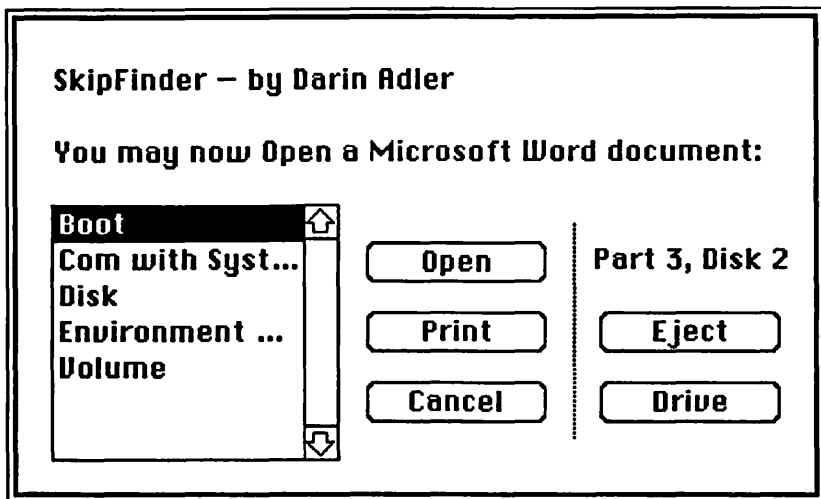 SkipFinder — by Darin Adler
You may now Open a Microsoft Word document:
Boot
Com with Syst...
Disk
Environment ...
Volume
Open
Print
Cancel
Part 3, Disk 2
Eject
Drive